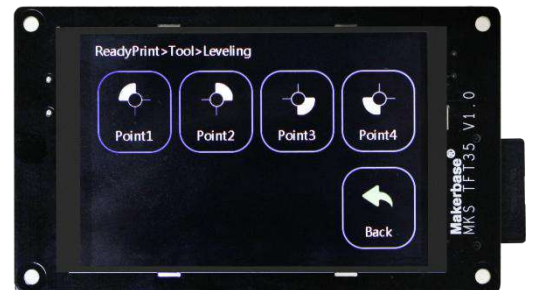 ReadyPrint>Tool>Leveling
Point1
Point2
Point3
Point4
Back
Makerbase®
MKS TFT35 V1.0